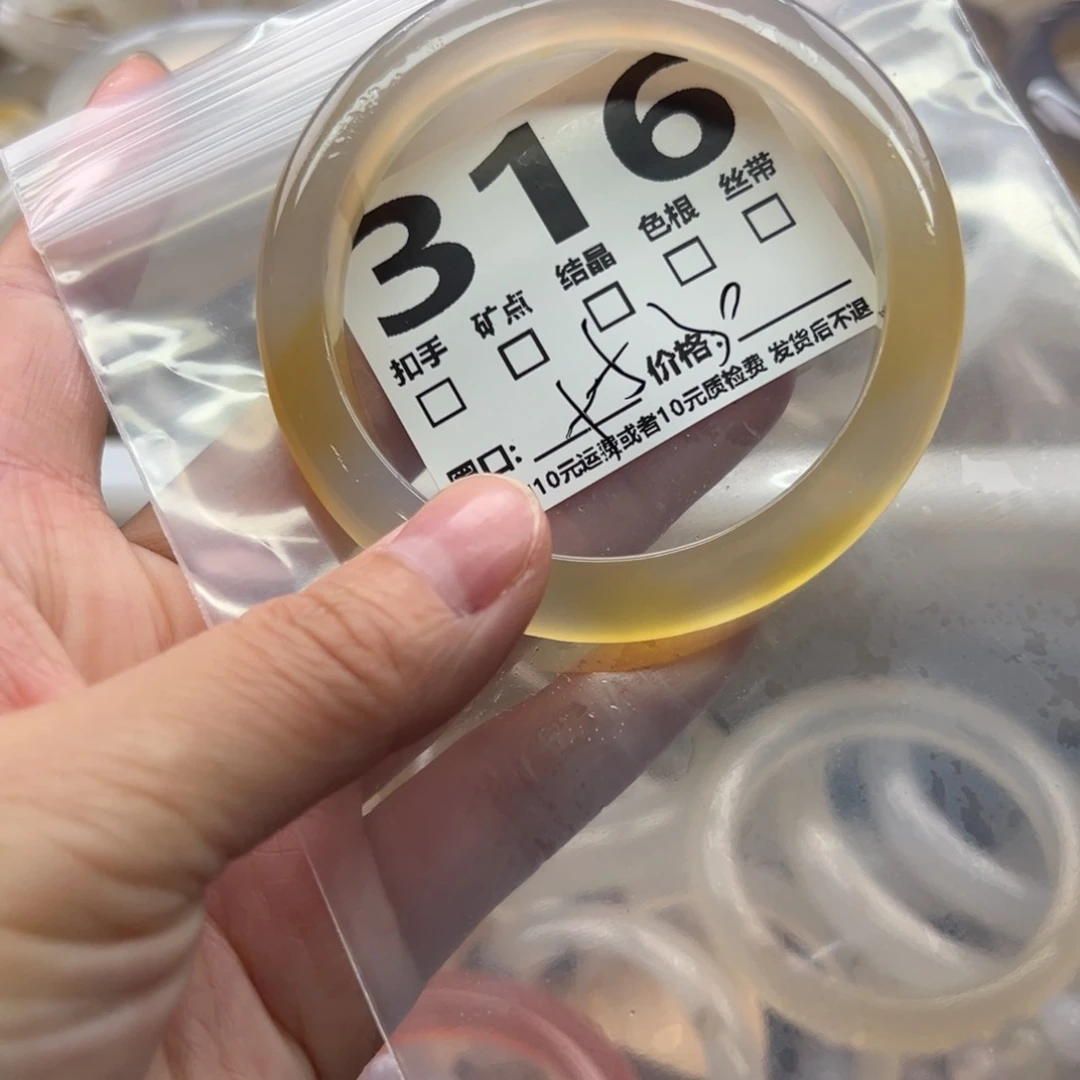 316
扣手 矿点 结晶 色根 丝带
圈口: 价格:
10元运费或者10元质检费 发货后不退